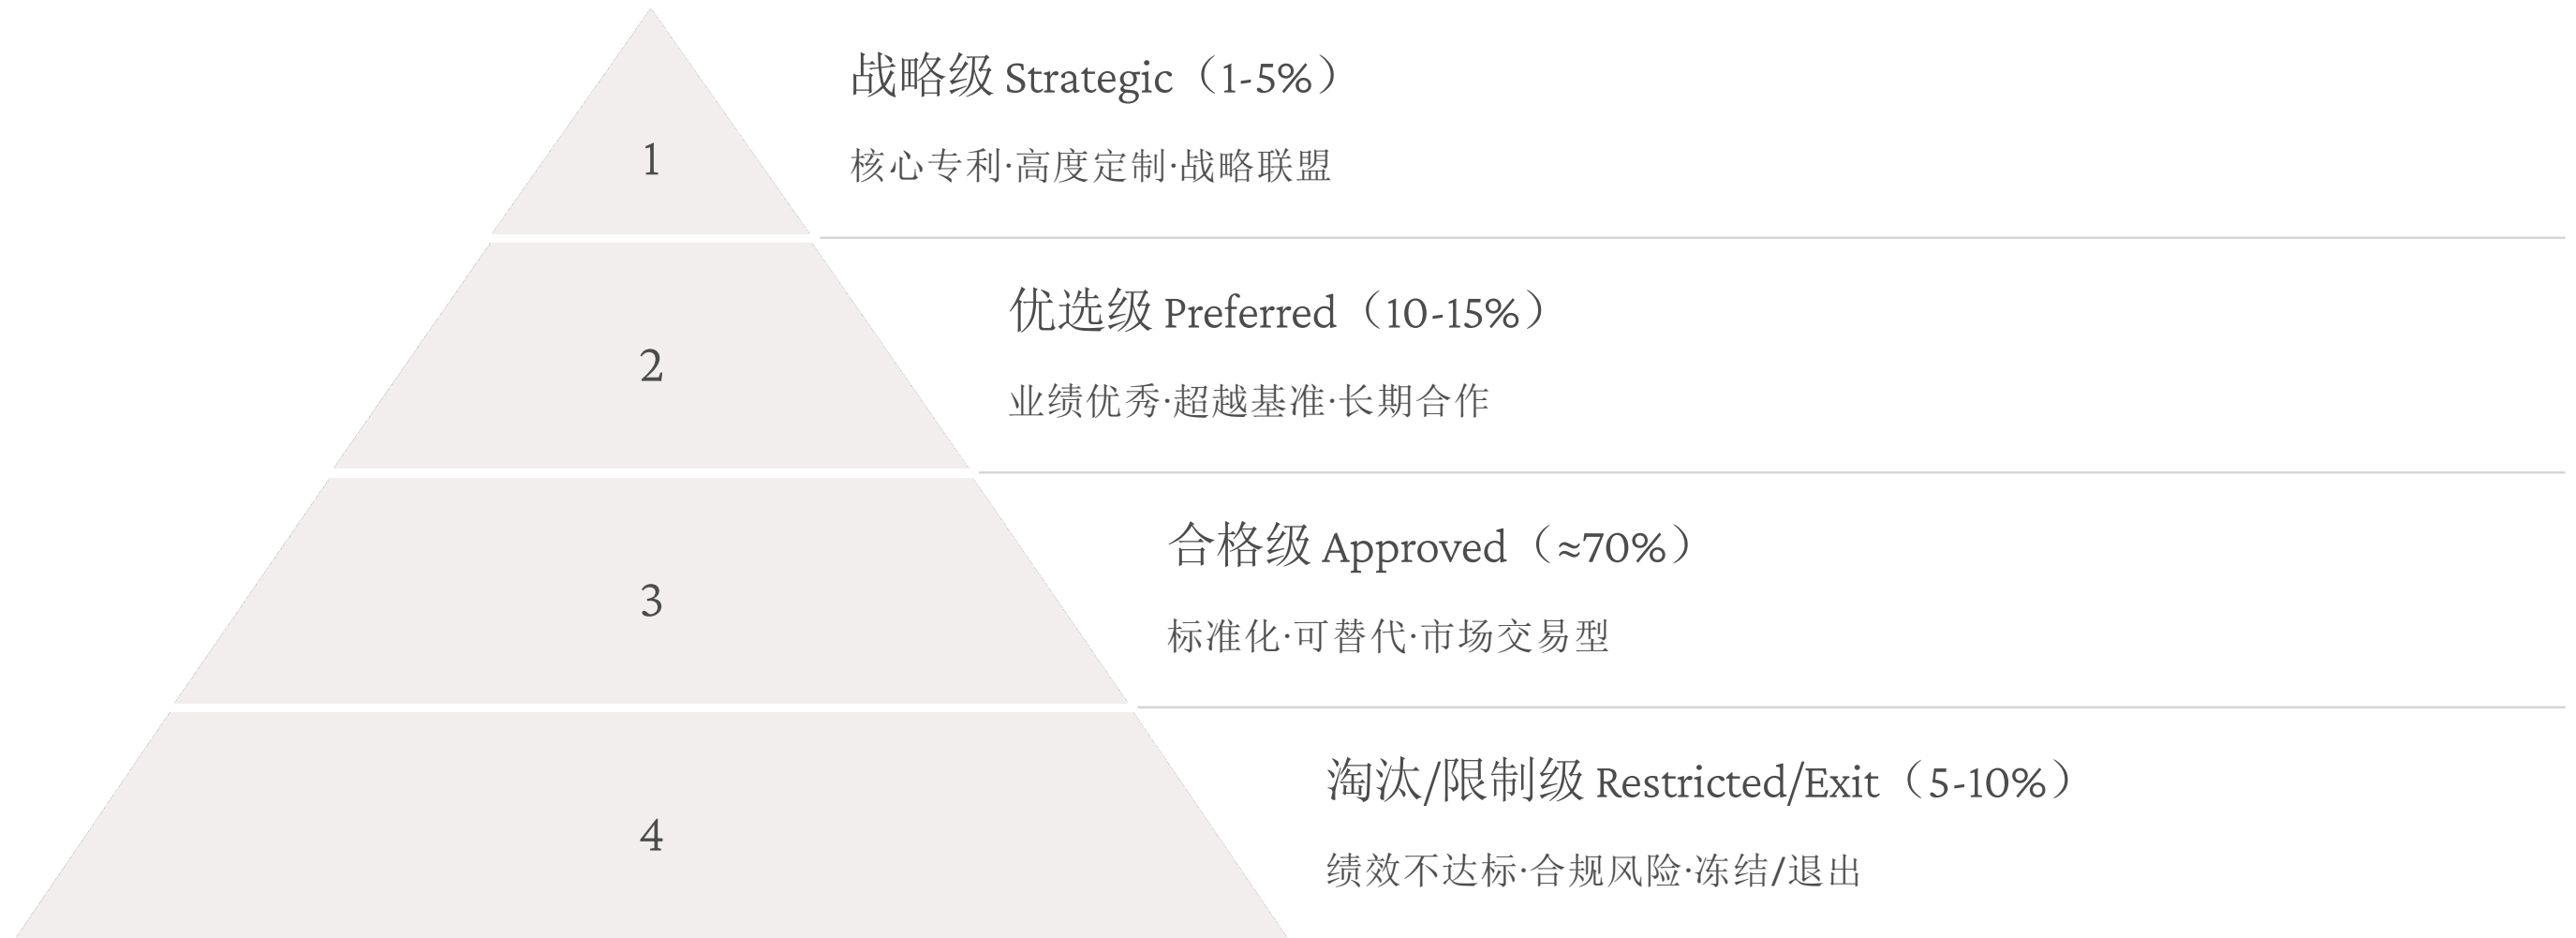 1
战略级 Strategic（1-5%）
核心专利·高度定制·战略联盟
2
优选级 Preferred（10-15%）
业绩优秀·超越基准·长期合作
3
合格级 Approved（≈70%）
标准化·可替代·市场交易型
4
淘汰/限制级 Restricted/Exit（5-10%）
绩效不达标·合规风险·冻结/退出